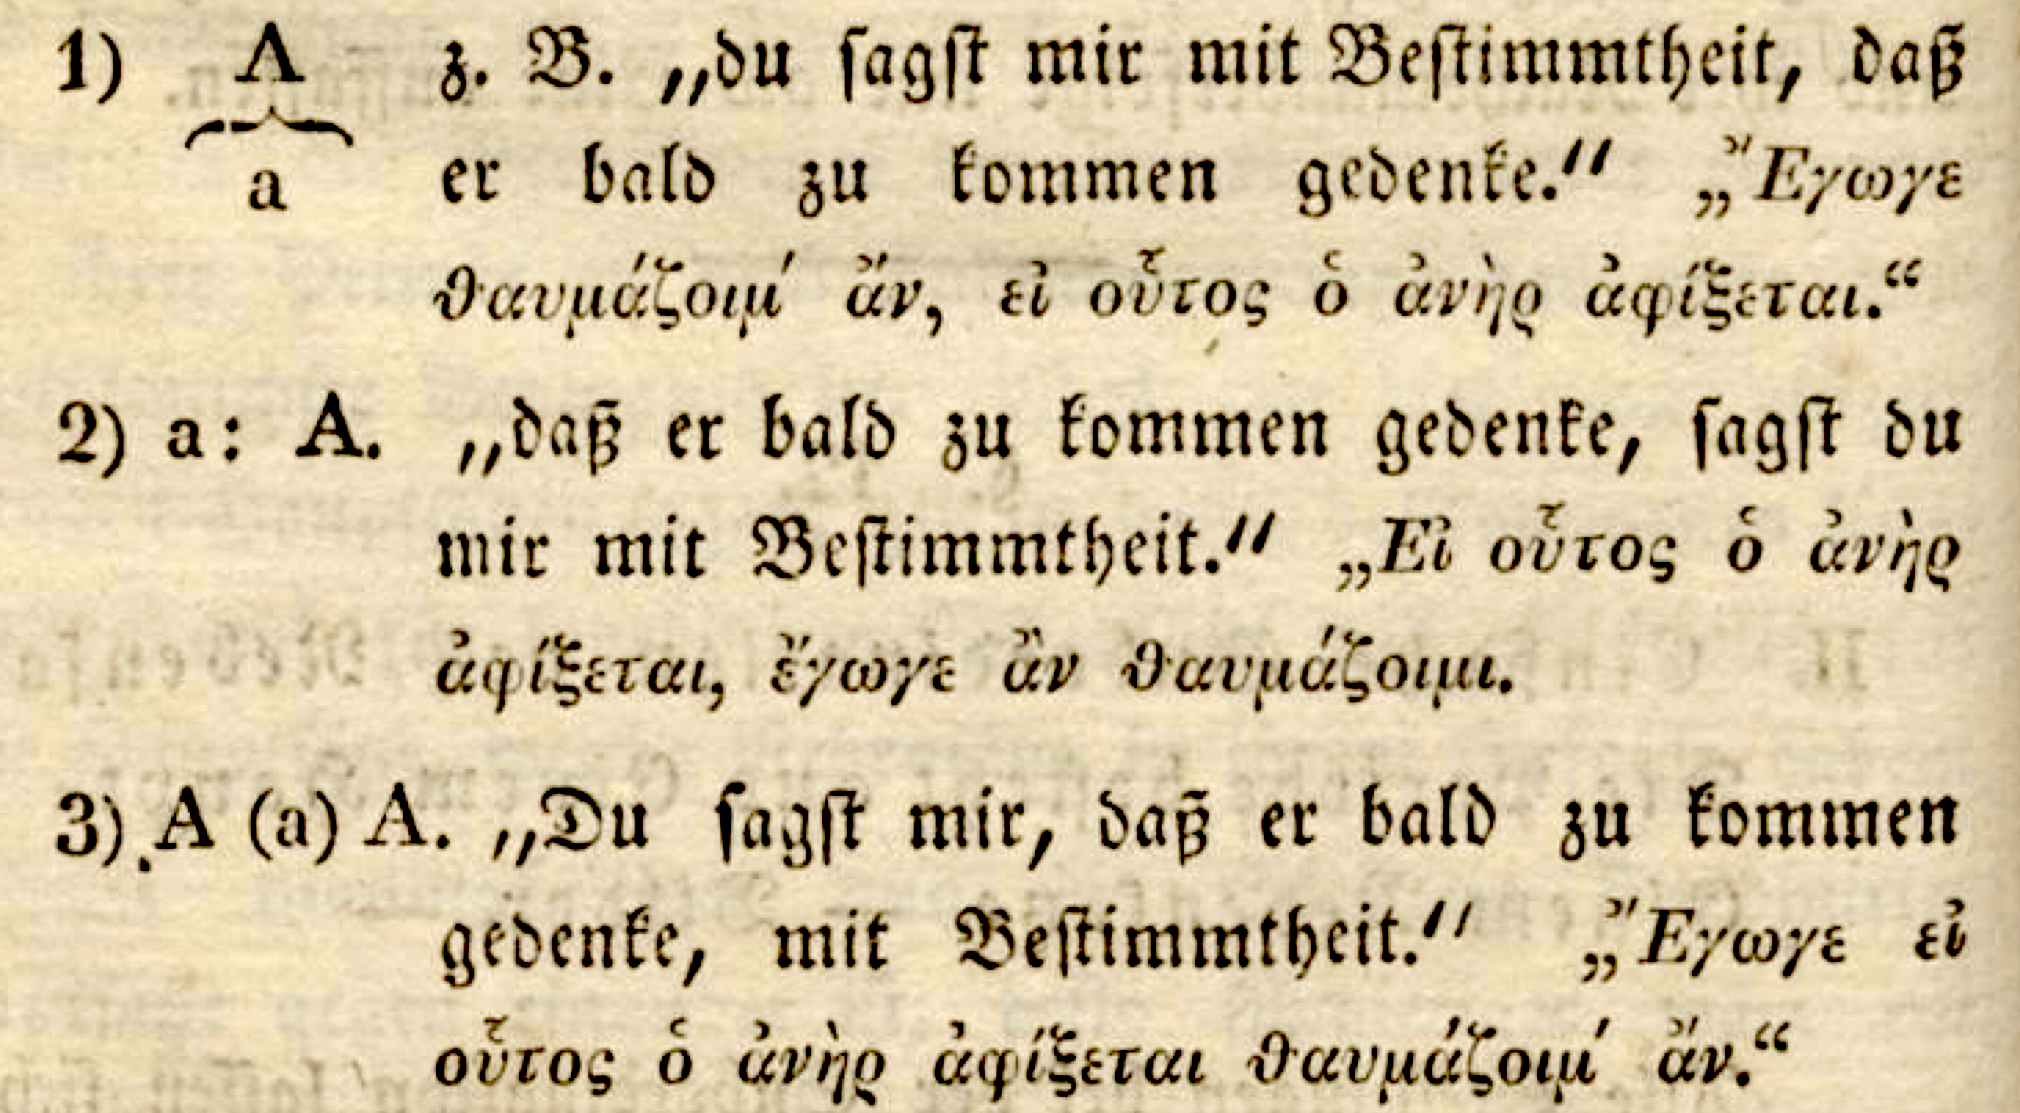 1) A z. B. „du ſagſt mir mit Beſtimmtheit, daß
a er bald zu kommen gedenke.“ „Ἔγωγε
θαυμάζοιμ᾽ ἄν, εἰ οὗτος ὁ ἀνὴρ ἀφίξεται.“
2) a: A. „daß er bald zu kommen gedenke, ſagſt du
mir mit Beſtimmtheit.“ „Εἰ οὗτος ὁ ἀνὴρ
ἀφίξεται, ἔγωγε ἂν θαυμάζοιμι.
3) A (a) A. „Du ſagſt mir, daß er bald zu kommen
gedenke, mit Beſtimmtheit.“ „Ἔγωγε εἰ
οὗτος ὁ ἀνὴρ ἀφίξεται θαυμάζοιμ᾽ ἄν.“